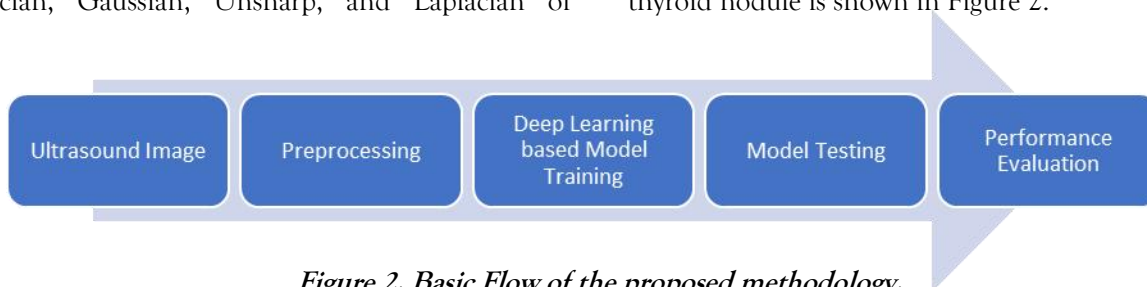 Gaussian, Unsharp, and Laplacian of
thyroid nodule is shown in Figure 2.
Ultrasound Image
Preprocessing
Deep Learning
based Model
Training
Model Testing
Performance
Evaluation
Figure 2. Basic Flow of the proposed methodology.